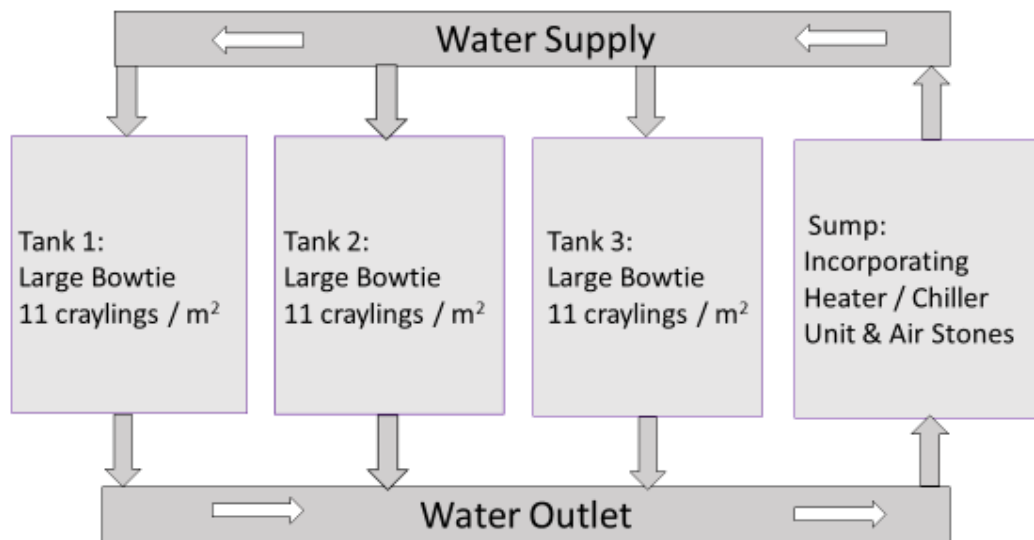 Water Supply
Tank 1:
Large Bowtie
11 craylings / m²
Tank 2:
Large Bowtie
11 craylings / m²
Tank 3:
Large Bowtie
11 craylings / m²
Sump:
Incorporating
Heater / Chiller
Unit & Air Stones
Water Outlet